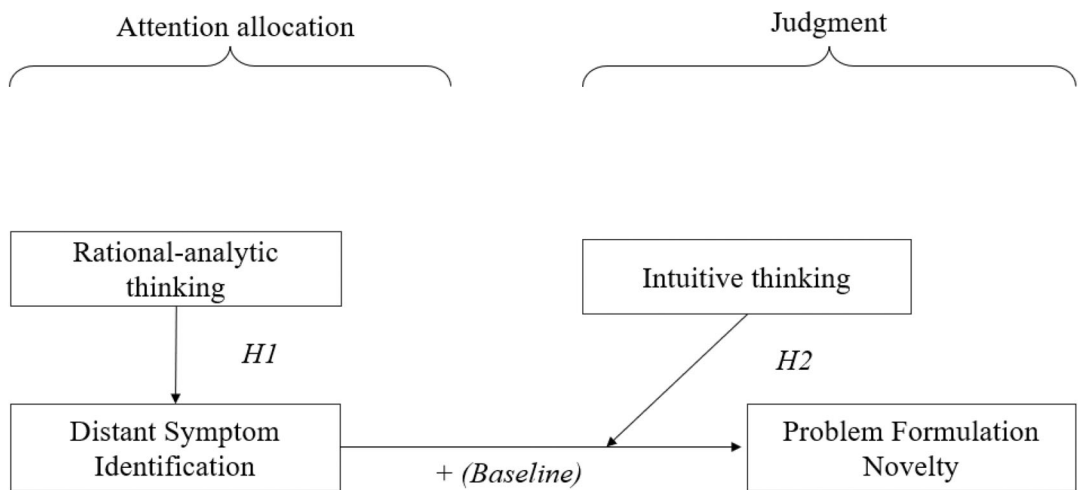 Attention allocation
Judgment
Rational-analytic
thinking
Intuitive thinking
H1
H2
Distant Symptom
Identification
+ (Baseline)
Problem Formulation
Novelty